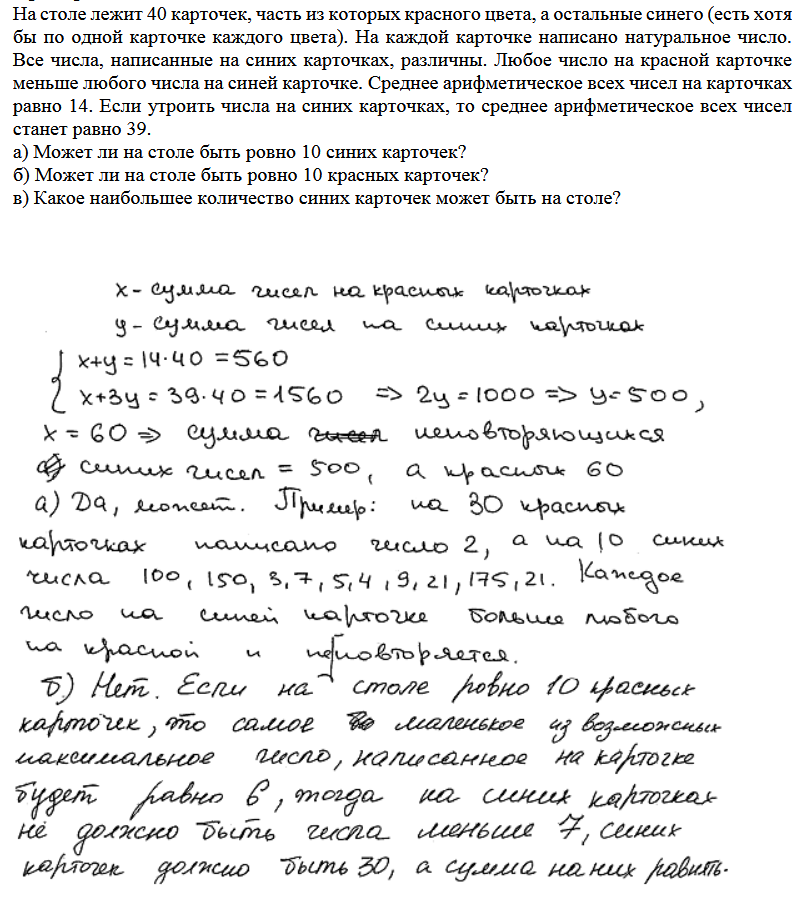 На столе лежит 40 карточек, часть из которых красного цвета, а остальные синего (есть хотя
бы по одной карточке каждого цвета). На каждой карточке написано натуральное число.
Все числа, написанные на синих карточках, различны. Любое число на красной карточке
меньше любого числа на синей карточке. Среднее арифметическое всех чисел на карточках
равно 14. Если утроить числа на синих карточках, то среднее арифметическое всех чисел
станет равно 39.
а) Может ли на столе быть ровно 10 синих карточек?
б) Может ли на столе быть ровно 10 красных карточек?
в) Какое наибольшее количество синих карточек может быть на столе?
x - сумма чисел на красных карточках
y - сумма чисел на синих карточках
x+y = 14·40 = 560
x+3y = 39·40 = 1560 => 2y = 1000 => y = 500,
x = 60 => сумма чисел неповторяющихся
синих чисел = 500, а красных 60
а) Да, может. Пример: на 30 красных
карточках написано число 2, а на 10 синих
числа 100, 150, 3, 7, 5, 4, 9, 21, 175, 21. Каждое
число на синей карточке больше любого
на красной и не повторяется.
б) Нет. Если на столе ровно 10 красных
карточек, то самое маленькое из возможных
максимальное число, написанное на карточке
будет равно 6, тогда на синих карточках
не должно быть числа меньше 7, синих
карточек должно быть 30, а сумма на них равнять.